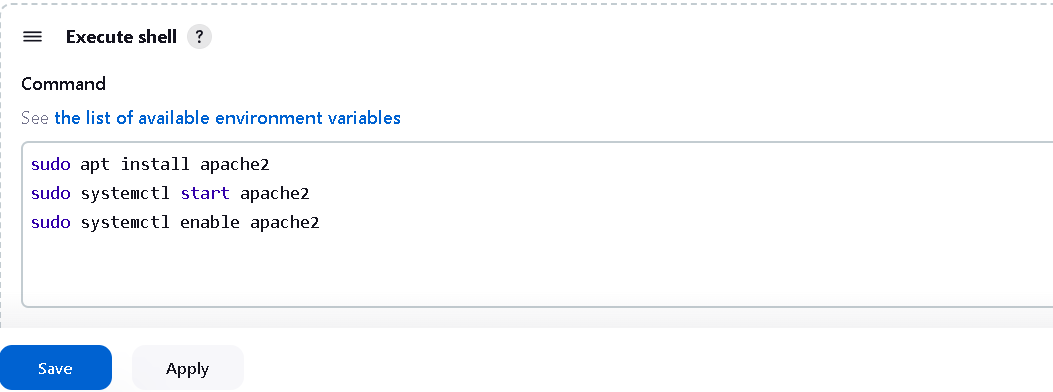 Execute shell ?
Command
See the list of available environment variables
sudo apt install apache2
sudo systemctl start apache2
sudo systemctl enable apache2
Save Apply